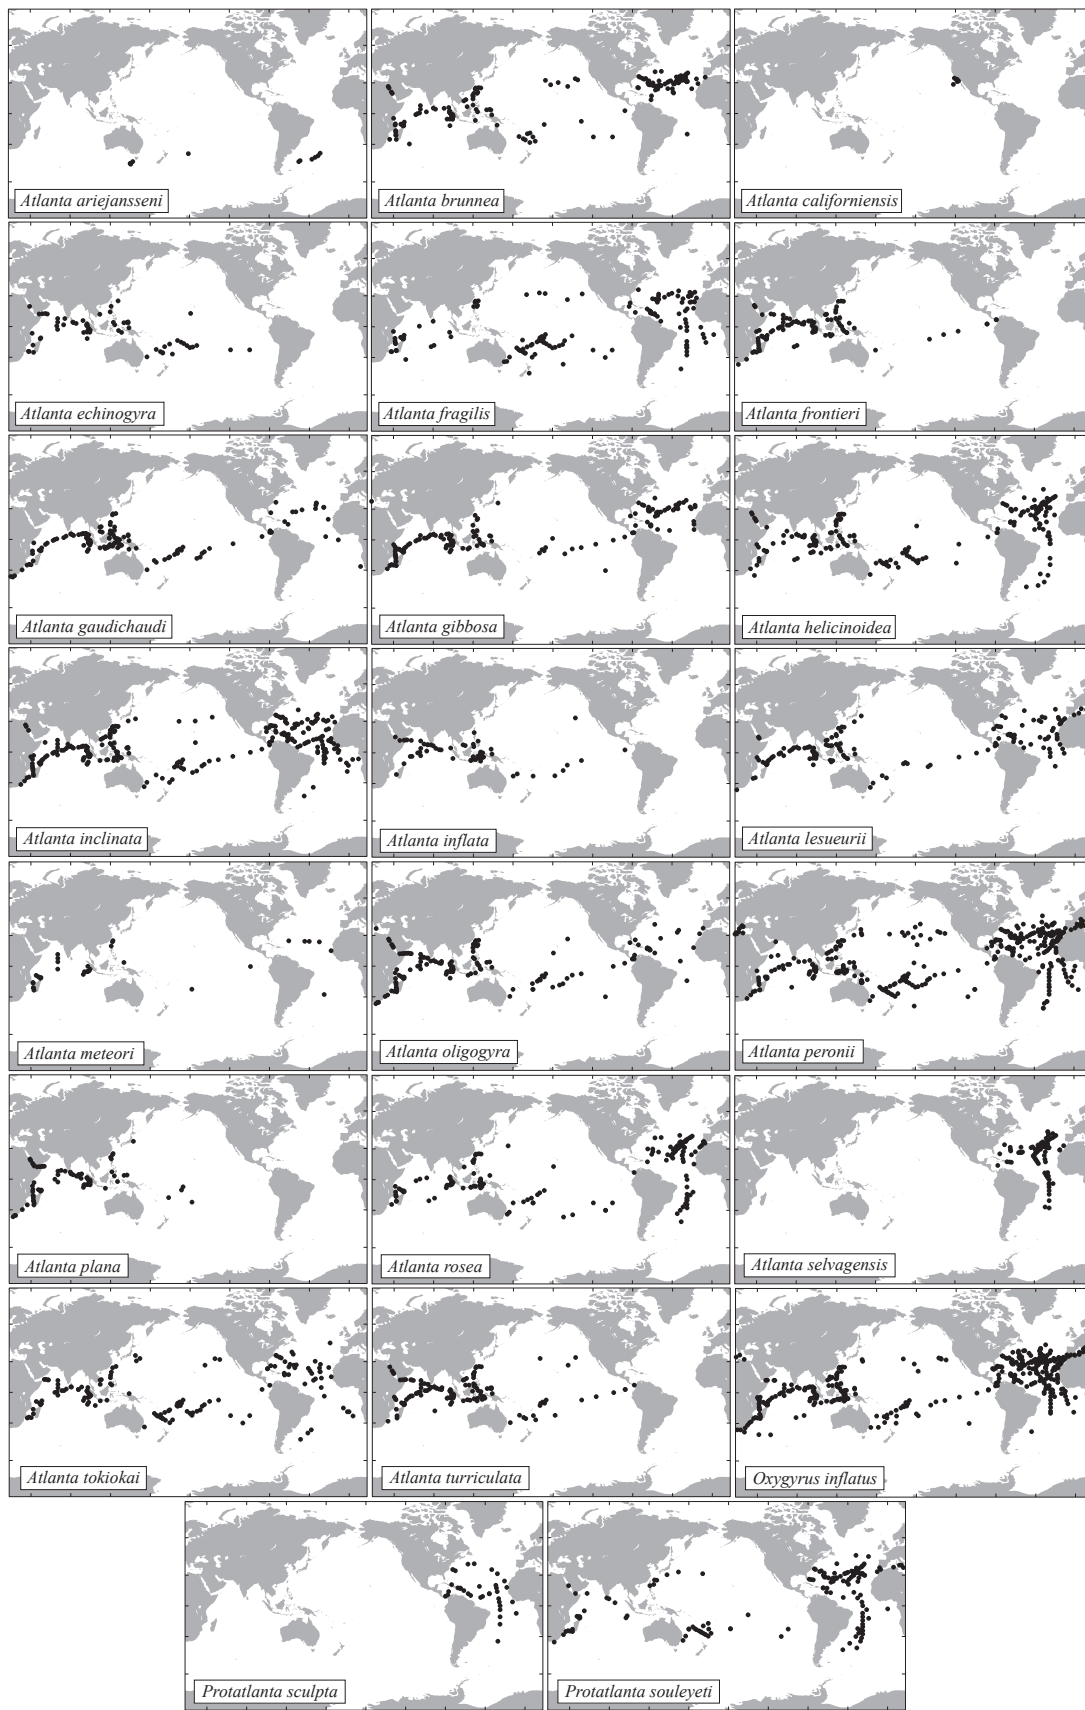 Atlanta ariejansseni
Atlanta brunnea
Atlanta californiensis
Atlanta echinogyra
Atlanta fragilis
Atlanta frontieri
Atlanta gaudichaudi
Atlanta gibbosa
Atlanta helicinoidea
Atlanta inclinata
Atlanta inflata
Atlanta lesueurii
Atlanta meteori
Atlanta oligogyra
Atlanta peronii
Atlanta plana
Atlanta rosea
Atlanta selvagensis
Atlanta tokiokai
Atlanta turriculata
Oxygyrus inflatus
Protatlanta sculpta
Protatlanta souleyeti